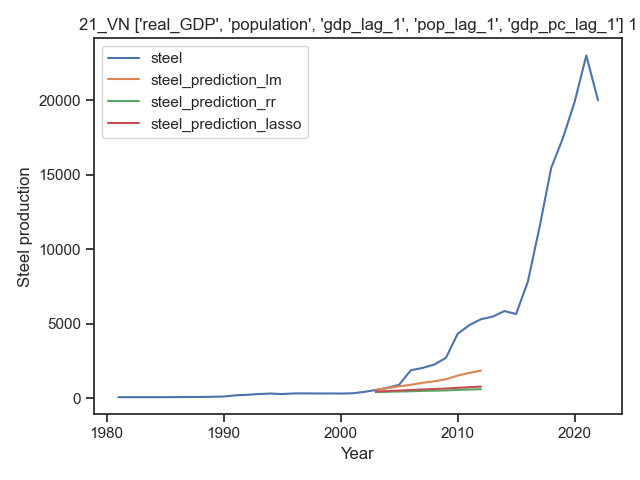 21_VN ['real_GDP', 'population', 'gdp_lag_1', 'pop_lag_1', 'gdp_pc_lag_1'] 1
steel
steel_prediction_lm
steel_prediction_rr
steel_prediction_lasso
Steel production
20000
15000
10000
5000
0
1980 1990 2000 2010 2020
Year